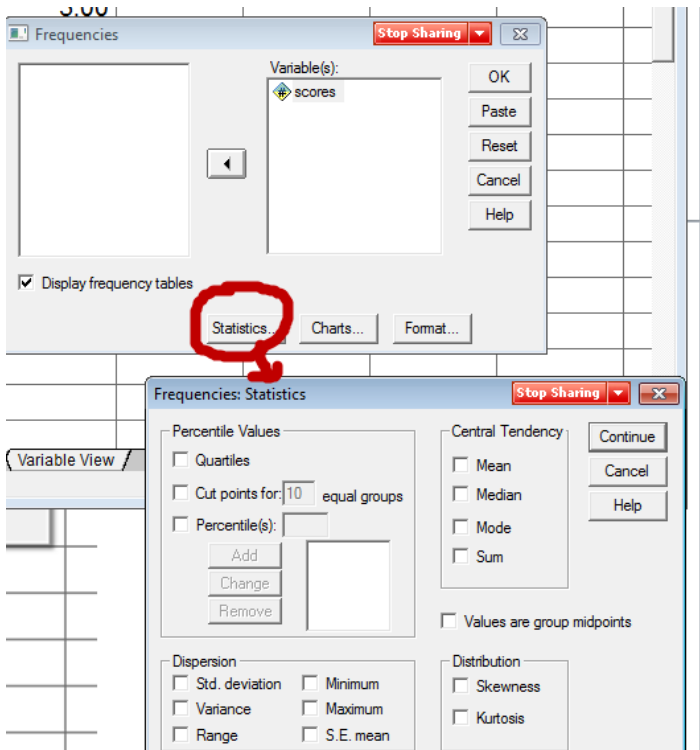 3.00
Frequencies
Stop Sharing
Variable(s):
scores
OK
Paste
Reset
Cancel
Help
Display frequency tables
Statistics...
Charts...
Format...
Frequencies: Statistics
Stop Sharing
Percentile Values
Quartiles
Cut points for: 10 equal groups
Percentile(s):
Add
Change
Remove
Central Tendency
Mean
Median
Mode
Sum
Continue
Cancel
Help
Values are group midpoints
Dispersion
Std. deviation
Minimum
Variance
Maximum
Range
S.E. mean
Distribution
Skewness
Kurtosis
Variable View